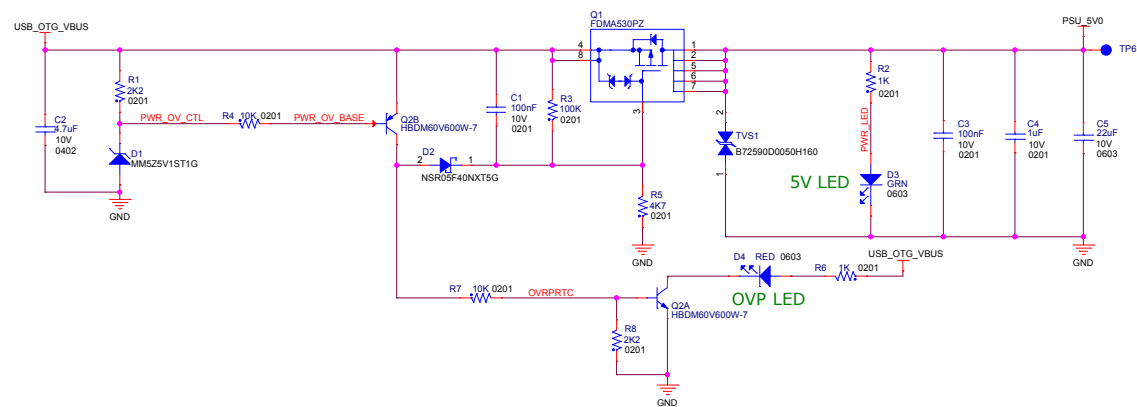 USB_OTG_VBUS
Q1
FDMA530PZ
PSU_5V0
TP6
4
8
1
2
5
6
7
3
R1
2K2
0201
R2
1K
0201
C2
4.7uF
10V
0402
PWR_OV_CTL
R4 10K 0201
PWR_OV_BASE
Q2B
HBDM60V600W-7
C1
100nF
10V
0201
R3
100K
0201
2
TVS1
B72590D0050H160
1
PWR_LED
C3
100nF
10V
0201
C4
1uF
10V
0201
C5
22uF
10V
0603
D1
MM5Z5V1ST1G
D2
2
1
NSR05F40NXT5G
5V LED
D3
GRN
0603
GND
R5
4K7
0201
GND
GND
D4 RED 0603
R6 1K 0201
USB_OTG_VBUS
OVP LED
R7 10K 0201
OVRPRTC
Q2A
HBDM60V600W-7
R8
2K2
0201
GND